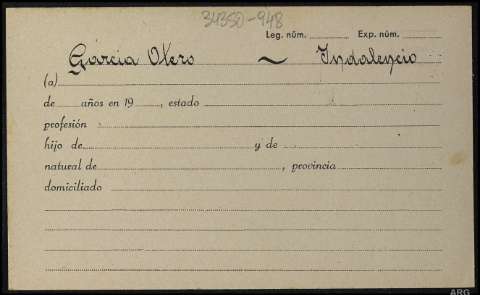 34350-948
Leg. núm. Exp. núm.
García Otero ~ Indalencio
(a)
de años en 19 , estado
profesión
hijo de y de
natural de , provincia
domiciliado
ARG